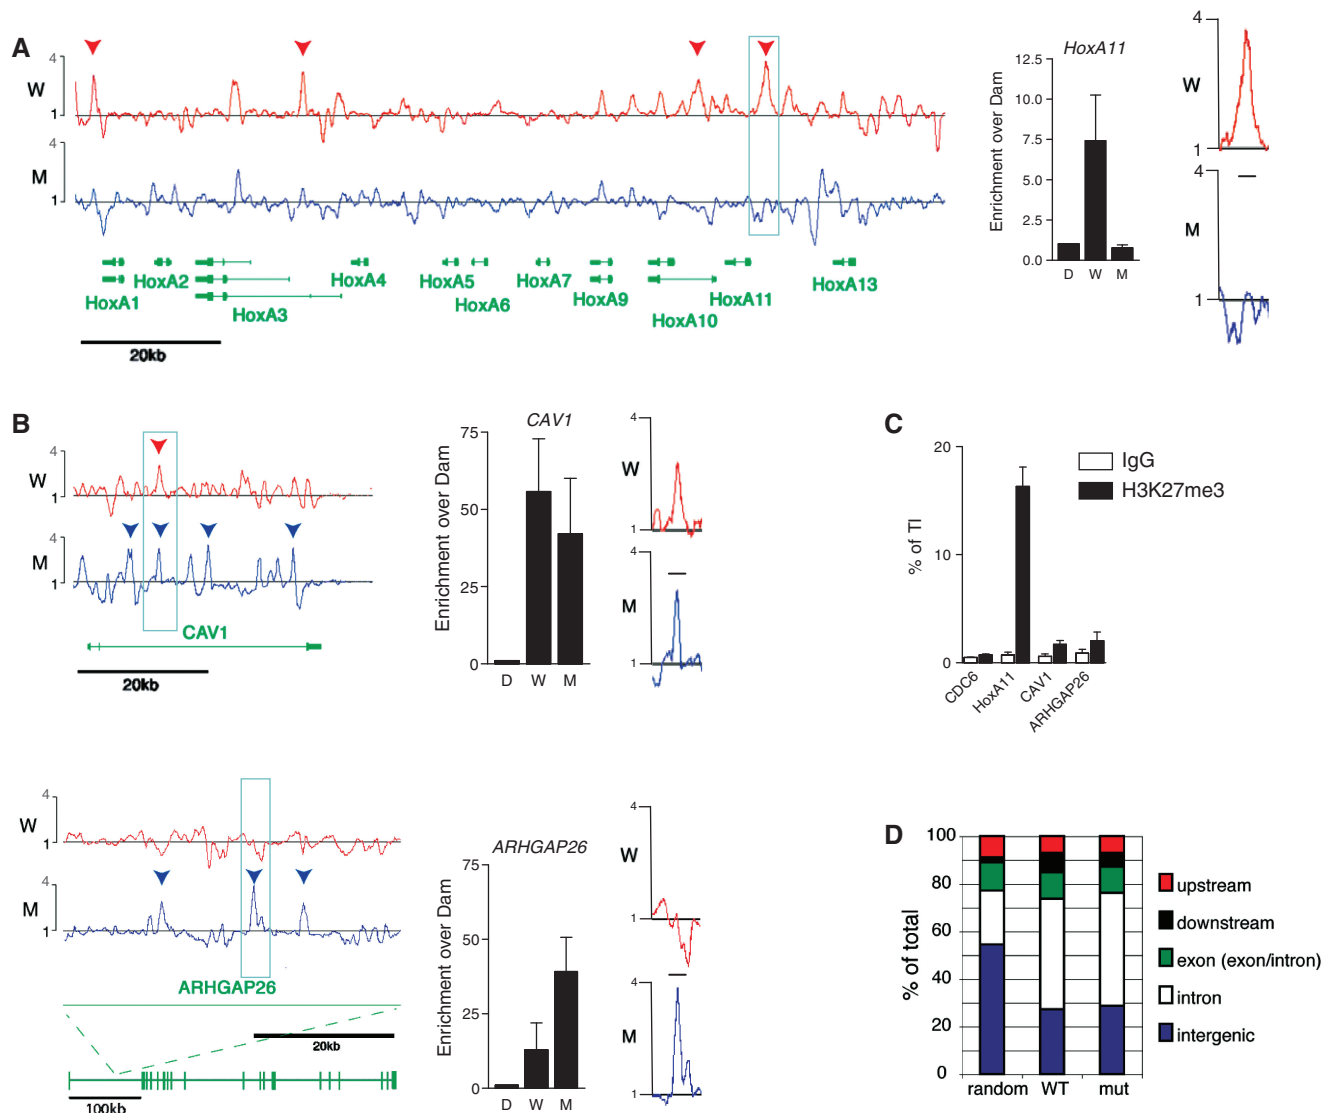 A
W
4
1
M
4
1
HoxA1
HoxA2
HoxA3
HoxA4
HoxA5
HoxA6
HoxA7
HoxA9
HoxA10
HoxA11
HoxA13
20kb
HoxA11
Enrichment over Dam
12.5
10.0
7.5
5.0
2.5
0.0
D W M
W
4
1
M
4
1
B
W
4
1
M
4
1
CAV1
20kb
CAV1
Enrichment over Dam
75
50
25
0
D W M
W
4
1
M
4
1
C
% of TI
20
10
0
IgG
H3K27me3
CDC6
HoxA11
CAV1
ARHGAP26
W
4
1
M
4
1
ARHGAP26
20kb
100kb
ARHGAP26
Enrichment over Dam
75
50
25
0
D W M
W
4
1
M
4
1
D
% of total
100
80
60
40
20
0
random WT mut
upstream
downstream
exon (exon/intron)
intron
intergenic